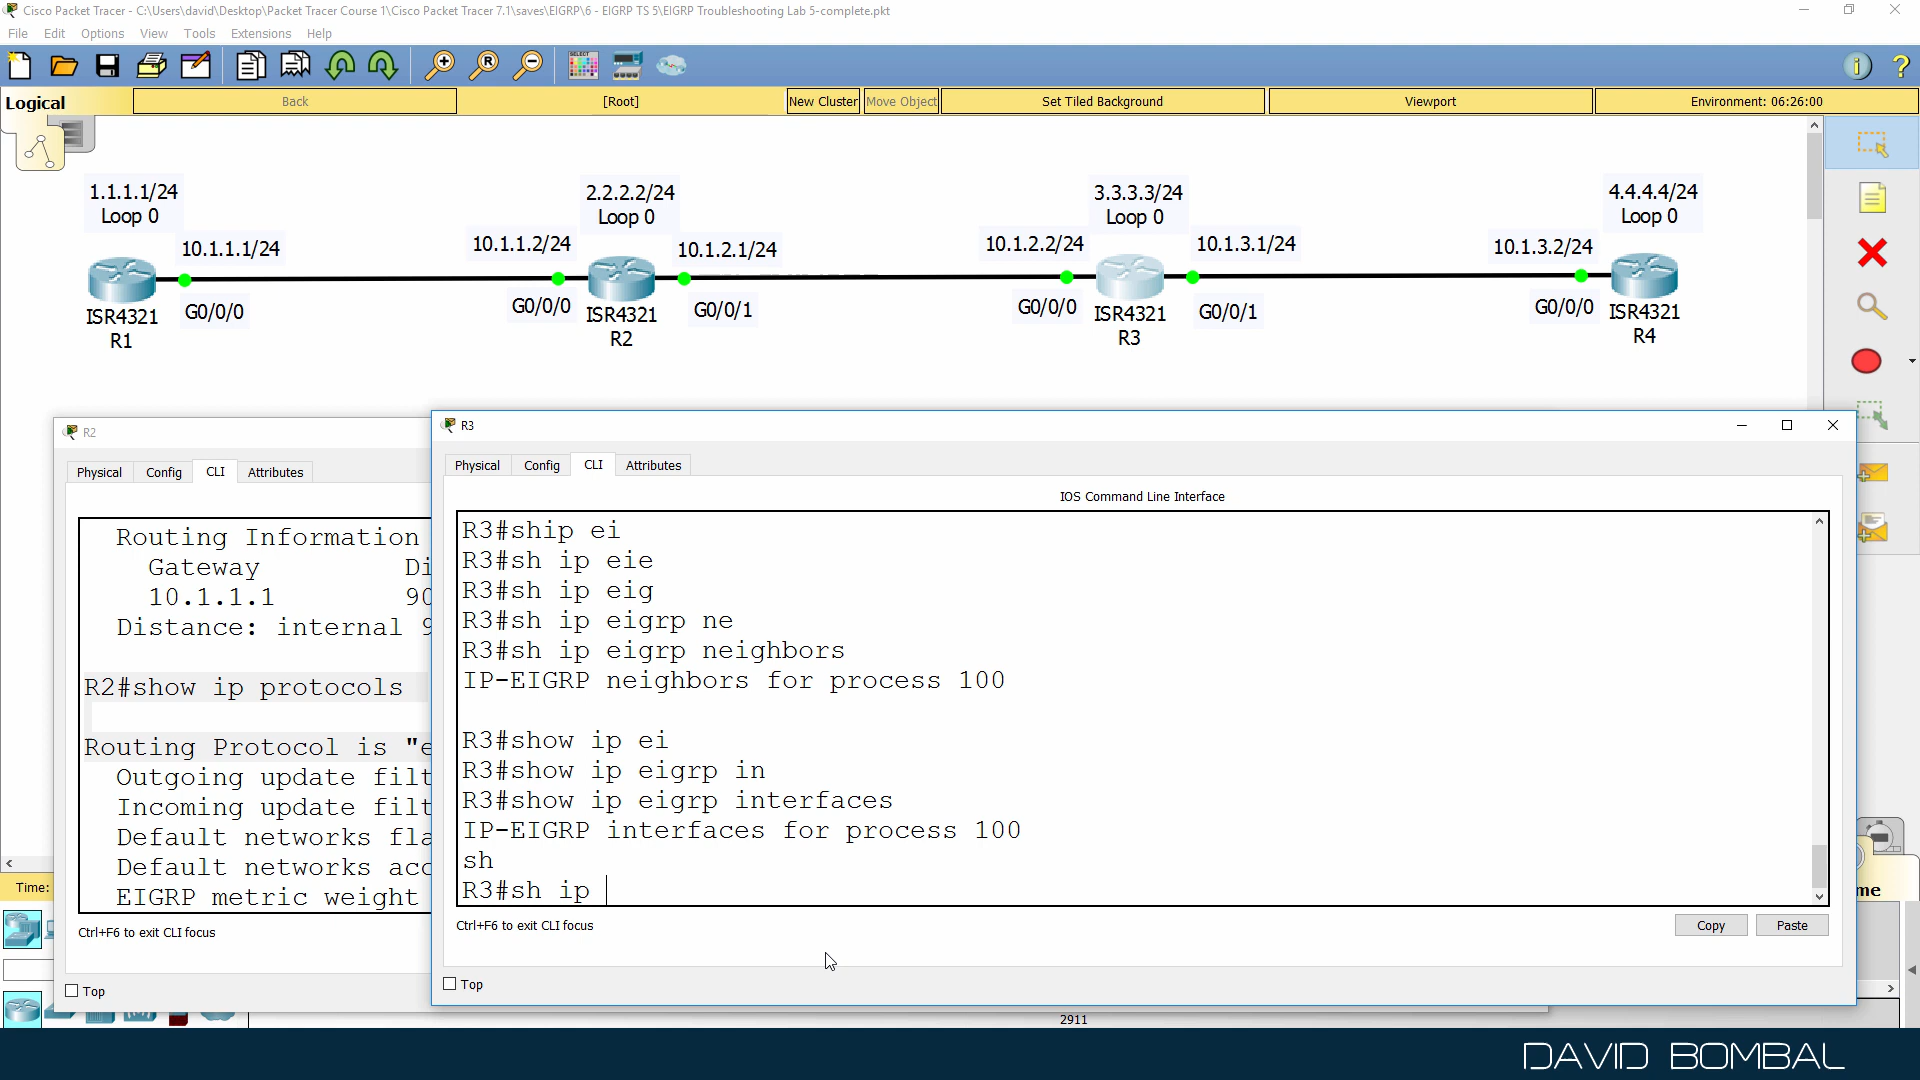 Cisco Packet Tracer - C:\Users\david\Desktop\Packet Tracer Course 1\Cisco Packet Tracer 7.1\saves\EIGRP\6 - EIGRP TS 5\EIGRP Troubleshooting Lab 5-complete.pkt
File Edit Options View Tools Extensions Help
Logical Back [Root] New Cluster Move Object Set Tiled Background Viewport Environment: 06:26:00
1.1.1.1/24 2.2.2.2/24 3.3.3.3/24 4.4.4.4/24
Loop 0 Loop 0 Loop 0 Loop 0
10.1.1.1/24 10.1.1.2/24 10.1.2.1/24 10.1.2.2/24 10.1.3.1/24 10.1.3.2/24
G0/0/0 G0/0/0 G0/0/1 G0/0/0 G0/0/1 G0/0/0
ISR4321 ISR4321 ISR4321 ISR4321
R1 R2 R3 R4
R2
Physical Config CLI Attributes
Routing Information
Gateway Di
10.1.1.1 90
Distance: internal 9
R2#show ip protocols
Routing Protocol is "e
Outgoing update filt
Incoming update filt
Default networks fla
Default networks acc
EIGRP metric weight
Ctrl+F6 to exit CLI focus
Top
R3
Physical Config CLI Attributes
IOS Command Line Interface
R3#ship ei
R3#sh ip eie
R3#sh ip eig
R3#sh ip eigrp ne
R3#sh ip eigrp neighbors
IP-EIGRP neighbors for process 100
R3#show ip ei
R3#show ip eigrp in
R3#show ip eigrp interfaces
IP-EIGRP interfaces for process 100
sh
R3#sh ip
Ctrl+F6 to exit CLI focus
Copy Paste
Top
Time: me
2911
DAVID BOMBAL